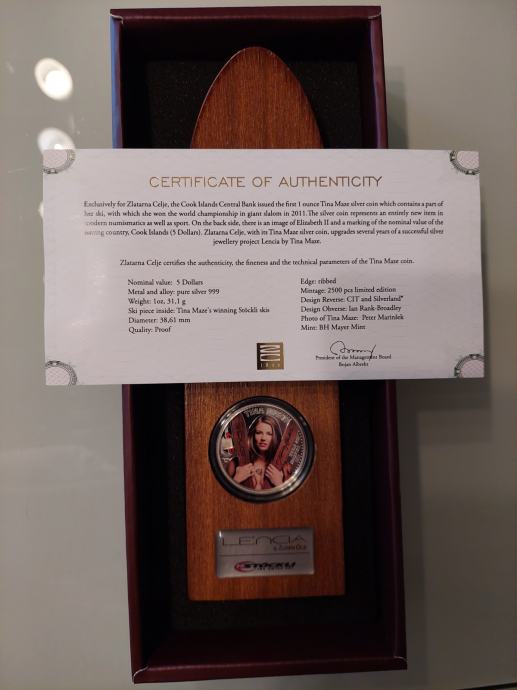 CERTIFICATE OF AUTHENTICITY
Exclusively for Zlatarna Celje, the Cook Islands Central Bank issued the first 1 ounce Tina Maze silver coin which contains a part of
her ski, with which she won the world championship in giant slalom in 2011. The silver coin represents an entirely new item in
modern numismatics as well as sport. On the back side, there is an image of Elizabeth II and a marking of the nominal value of the
issuing country, Cook Islands (5 Dollars). Zlatarna Celje, with its Tina Maze silver coin, upgrades several years of a successful silver
jewellery project Lencia by Tina Maze.
Zlatarna Celje certifies the authenticity, the fineness and the technical parameters of the Tina Maze coin.
Nominal value: 5 Dollars
Metal and alloy: pure silver 999
Weight: 1oz, 31,1 g
Ski piece inside: Tina Maze's winning Stöckli skis
Diameter: 38,61 mm
Quality: Proof
Edge: ribbed
Mintage: 2500 pcs limited edition
Design Reverse: CIT and Silverland®
Design Obverse: Ian Rank-Broadley
Photo of Tina Maze: Peter Marinšek
Mint: BH Mayer Mint
President of the Management Board
Bojan Albreht
TINA MAZE
LENCIA
by Zlatarna Celje
STÖCKLI